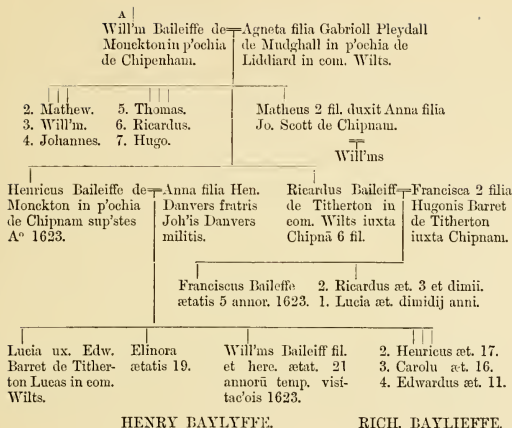 A
Will'm Baileiffe de
Monckton in p'ochia
de Chipenham.
Agneta filia Gabrioll Pleydall
de Mudghall in p'ochia de
Liddiard in com. Wilts.
2. Mathew.
3. Will'm.
4. Johannes.
5. Thomas.
6. Ricardus.
7. Hugo.
Matheus 2 fil. duxit Anna filia
Jo. Scott de Chipnam.
Will'ms
Henricus Baileiffe de
Monckton in p'ochia
de Chipnam sup'stes
Aº 1623.
Anna filia Hen.
Danvers fratris
Joh'is Danvers
militis.
Ricardus Baileiff
de Titherton in
com. Wilts iuxta
Chipnā 6 fil.
Francisca 2 filia
Hugonis Barret
de Titherton
iuxta Chipnam.
Franciscus Baileffe
ætatis 5 annor. 1623.
2. Ricardus æt. 3 et dimii.
1. Lucia æt. dimidij anni.
Lucia ux. Edw.
Barret de Tither-
ton Lucas in com.
Wilts.
Elinora
ætatis 19.
Will'ms Baileiff fil.
et here. ætat. 21
annorū temp. visi-
tac'ois 1623.
2. Henricus æt. 17.
3. Carolu æt. 16.
4. Edwardus æt. 11.
HENRY BAYLYFFE.
RICH. BAYLIEFFE.